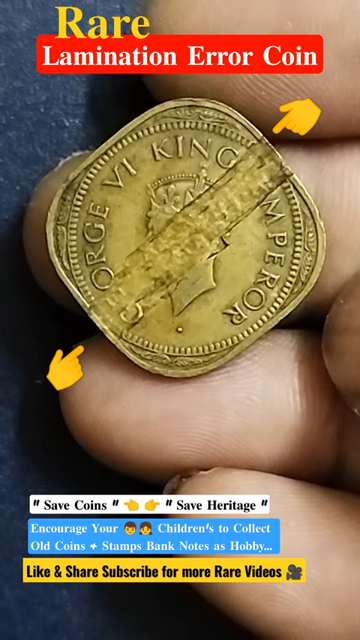 Rare
Lamination Error Coin
GEORGE VI KING EMPEROR
" Save Coins " 👈 👉 " Save Heritage "
Encourage Your 👦👧 Children's to Collect
Old Coins + Stamps Bank Notes as Hobby...
Like & Share Subscribe for more Rare Videos 🎥